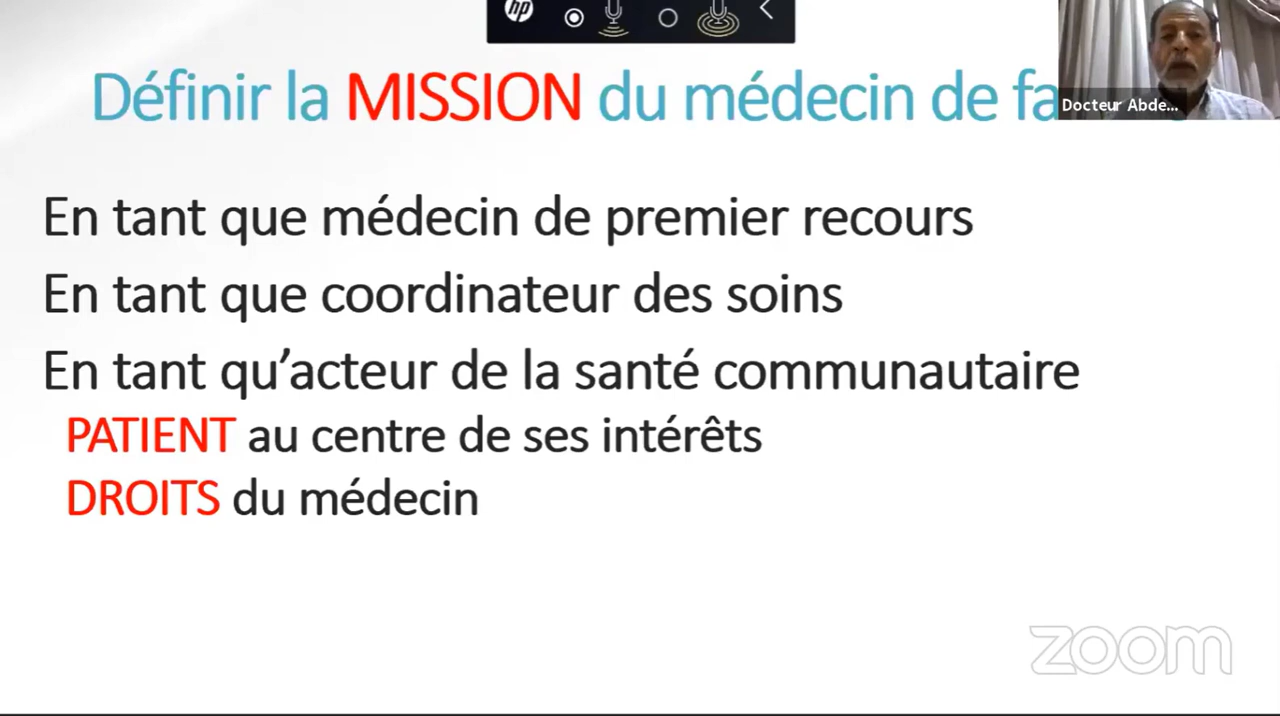 hp
Définir la MISSION du médecin de fa
Docteur Abde...
En tant que médecin de premier recours
En tant que coordinateur des soins
En tant qu’acteur de la santé communautaire
PATIENT au centre de ses intérêts
DROITS du médecin
zoom